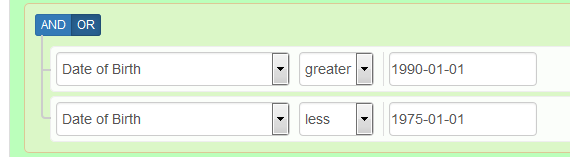 AND OR
Date of Birth greater 1990-01-01
Date of Birth less 1975-01-01